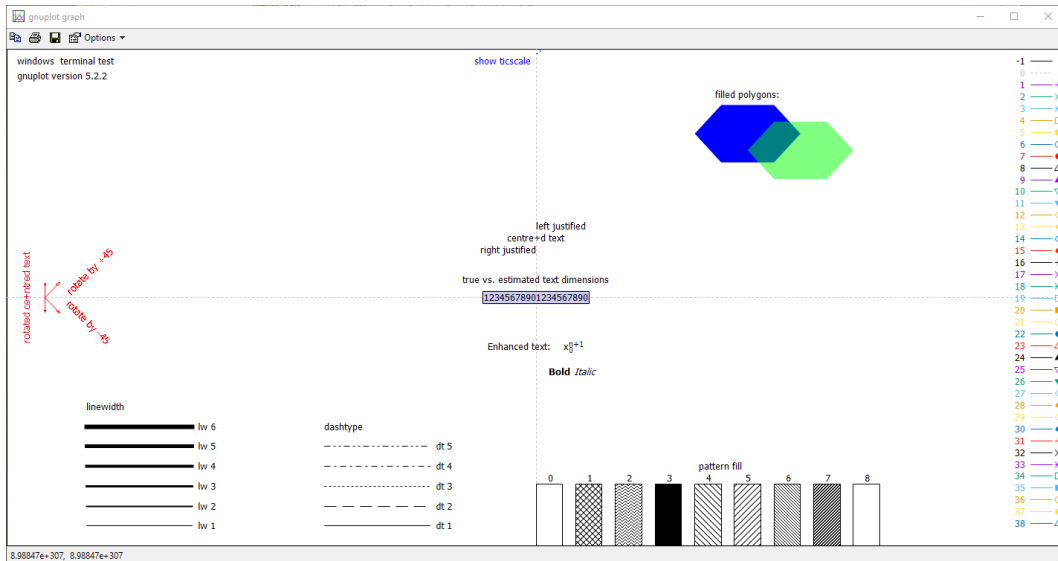 gnuplot graph
Options
windows terminal test
gnuplot version 5.2.2
show ticscale
filled polygons:
left justified
centre+d text
right justified
true vs. estimated text dimensions
12345678901234567890
rotated ce+ntred text
rotate by +45
rotate by -45
Enhanced text: x₀ⁿ⁺¹
Bold Italic
linewidth
lw 6
lw 5
lw 4
lw 3
lw 2
lw 1
dashtype
dt 5
dt 4
dt 3
dt 2
dt 1
pattern fill
0 1 2 3 4 5 6 7 8
-1
0
1
2
3
4
5
6
7
8
9
10
11
12
13
14
15
16
17
18
19
20
21
22
23
24
25
26
27
28
29
30
31
32
33
34
35
36
37
38
8.98847e+307, 8.98847e+307